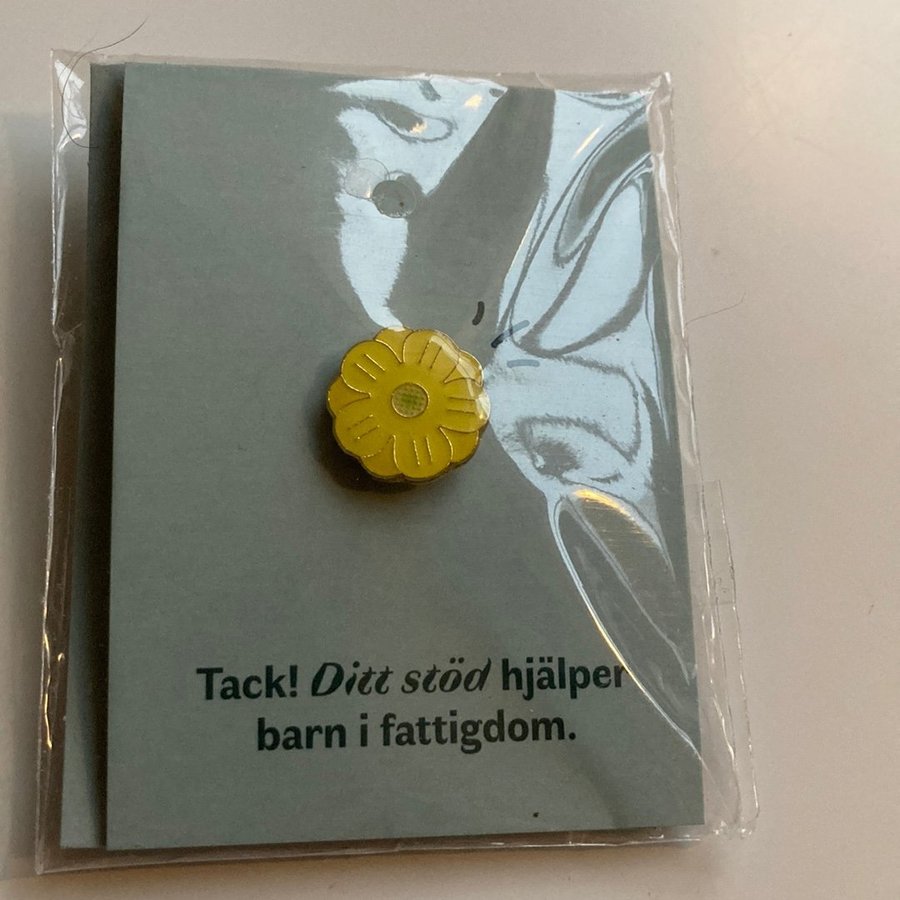 Tack! Ditt stöd hjälper
barn i fattigdom.